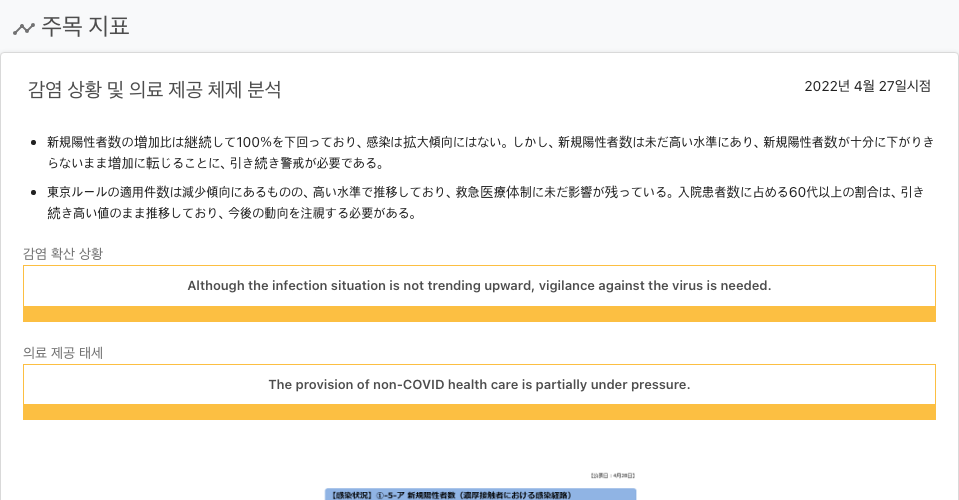 주목 지표
감염 상황 및 의료 제공 체제 분석
2022년 4월 27일시점
新規陽性者数の増加比は継続して100%を下回っており、感染は拡大傾向にはない。しかし、新規陽性者数は未だ高い水準にあり、新規陽性者数が十分に下がりき
らないまま増加に転じることに、引き続き警戒が必要である。
東京ルールの適用件数は減少傾向にあるものの、高い水準で推移しており、救急医療体制に未だ影響が残っている。入院患者数に占める60代以上の割合は、引き
続き高い値のまま推移しており、今後の動向を注視する必要がある。
감염 확산 상황
Although the infection situation is not trending upward, vigilance against the virus is needed.
의료 제공 태세
The provision of non-COVID health care is partially under pressure.
【公表日：4月28日】
【感染状況】①-5-ア 新規陽性者数（濃厚接触者における感染経路）